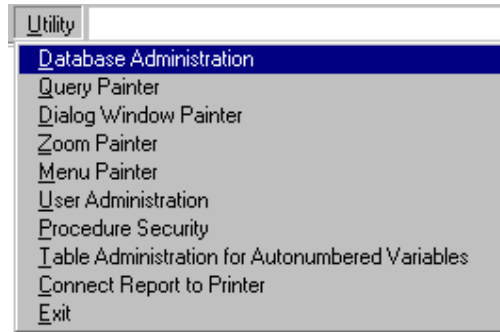 Utility
Database Administration
Query Painter
Dialog Window Painter
Zoom Painter
Menu Painter
User Administration
Procedure Security
Table Administration for Autonumbered Variables
Connect Report to Printer
Exit